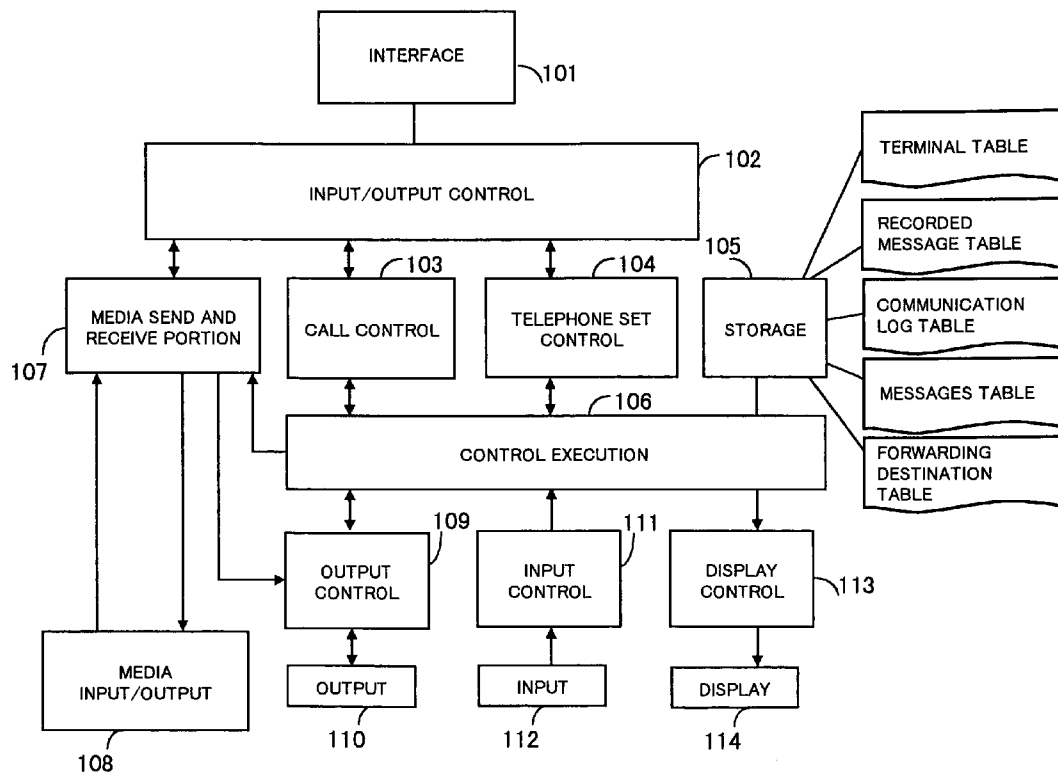 INTERFACE
101
INPUT/OUTPUT CONTROL
102
TERMINAL TABLE
RECORDED
MESSAGE TABLE
COMMUNICATION
LOG TABLE
MESSAGES TABLE
FORWARDING
DESTINATION
TABLE
MEDIA SEND AND
RECEIVE PORTION
107
CALL CONTROL
103
TELEPHONE SET
CONTROL
104
STORAGE
105
CONTROL EXECUTION
106
OUTPUT
CONTROL
109
INPUT
CONTROL
111
DISPLAY
CONTROL
113
MEDIA
INPUT/OUTPUT
108
OUTPUT
110
INPUT
112
DISPLAY
114